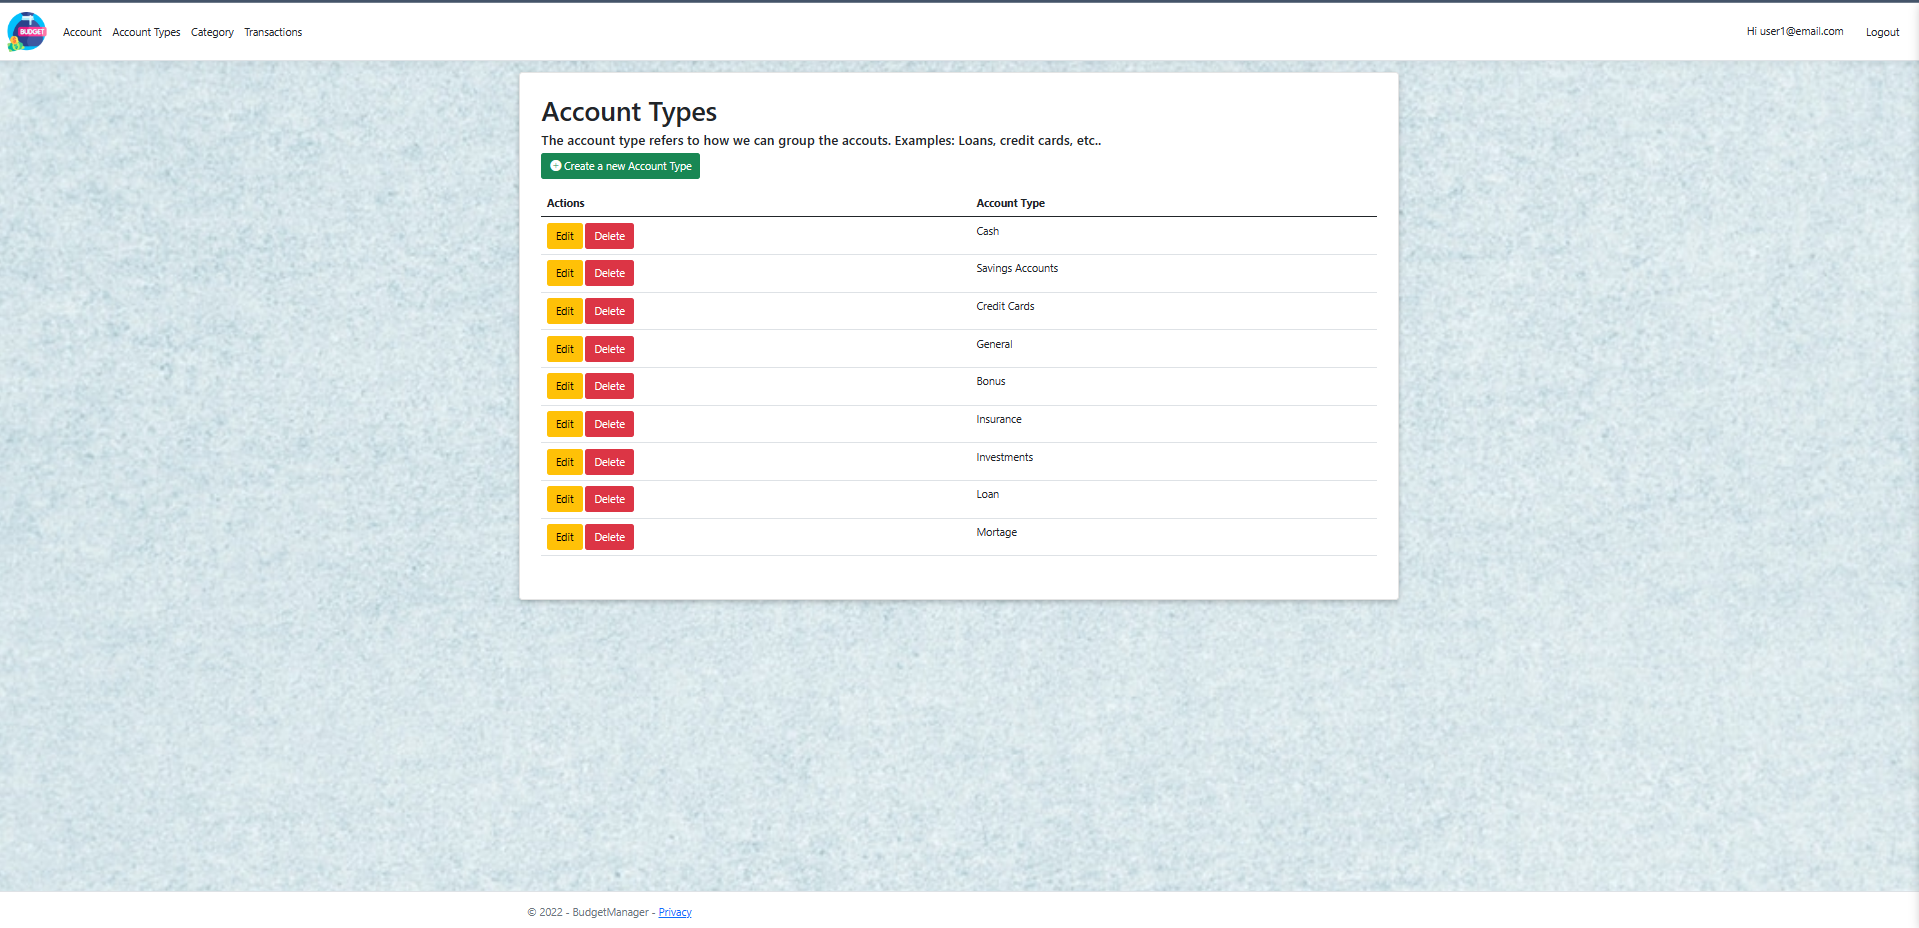 BUDGET
Account Account Types Category Transactions Hi user1@email.com Logout
Account Types
The account type refers to how we can group the accouts. Examples: Loans, credit cards, etc..
Create a new Account Type
Actions Account Type
Edit Delete Cash
Edit Delete Savings Accounts
Edit Delete Credit Cards
Edit Delete General
Edit Delete Bonus
Edit Delete Insurance
Edit Delete Investments
Edit Delete Loan
Edit Delete Mortage
© 2022 - BudgetManager - Privacy